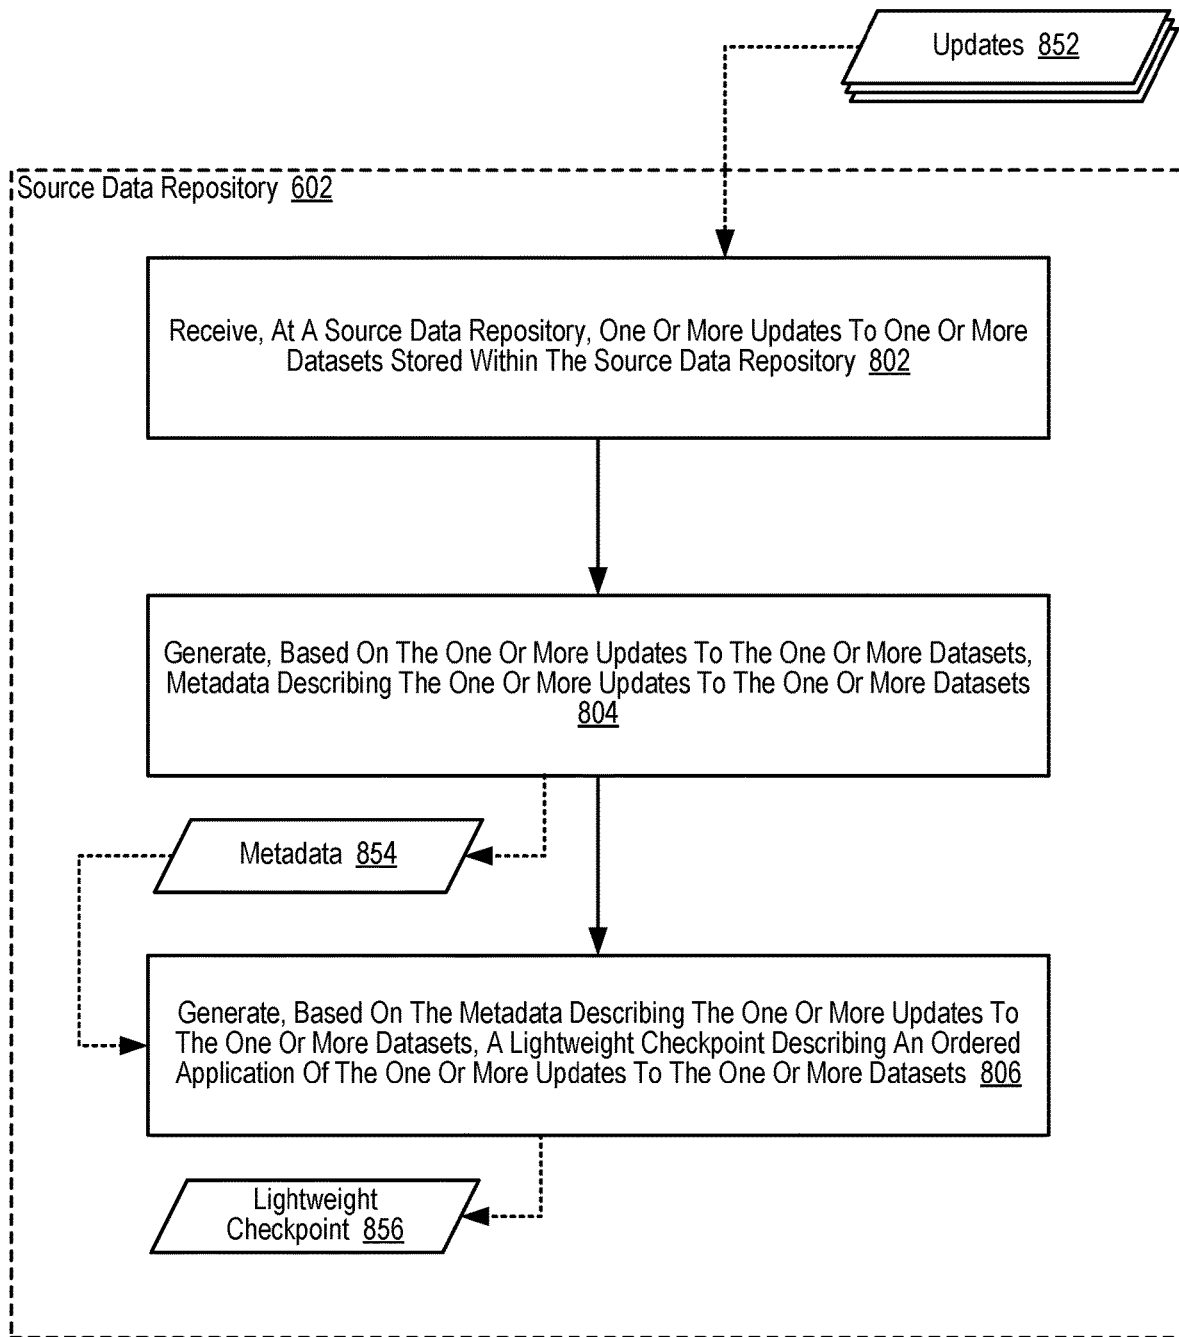 Updates 852
Source Data Repository 602
Receive, At A Source Data Repository, One Or More Updates To One Or More
Datasets Stored Within The Source Data Repository 802
Generate, Based On The One Or More Updates To The One Or More Datasets,
Metadata Describing The One Or More Updates To The One Or More Datasets
804
Metadata 854
Generate, Based On The Metadata Describing The One Or More Updates To
The One Or More Datasets, A Lightweight Checkpoint Describing An Ordered
Application Of The One Or More Updates To The One Or More Datasets 806
Lightweight
Checkpoint 856